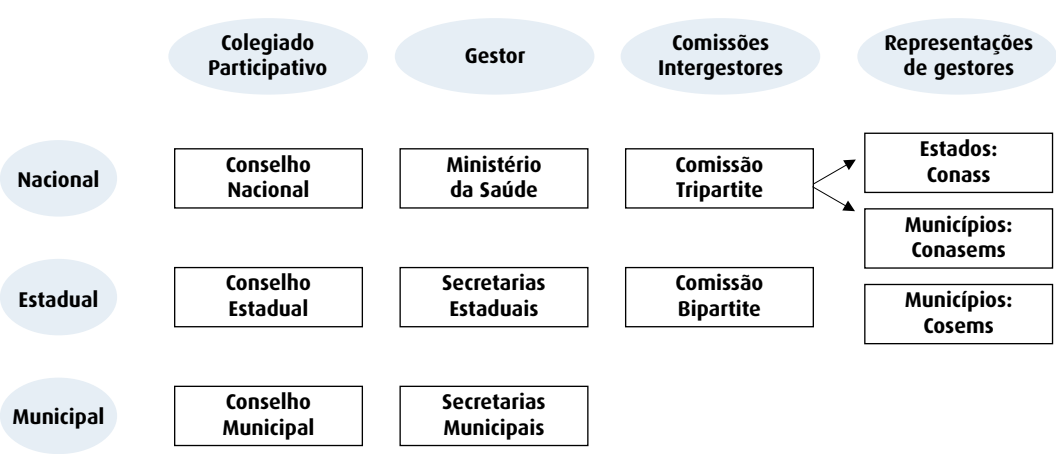 Colegiado
Participativo
Gestor
Comissões
Intergestores
Representações
de gestores
Nacional
Conselho
Nacional
Ministério
da Saúde
Comissão
Tripartite
Estados:
Conass
Municípios:
Conasems
Estadual
Conselho
Estadual
Secretarias
Estaduais
Comissão
Bipartite
Municípios:
Cosems
Municipal
Conselho
Municipal
Secretarias
Municipais